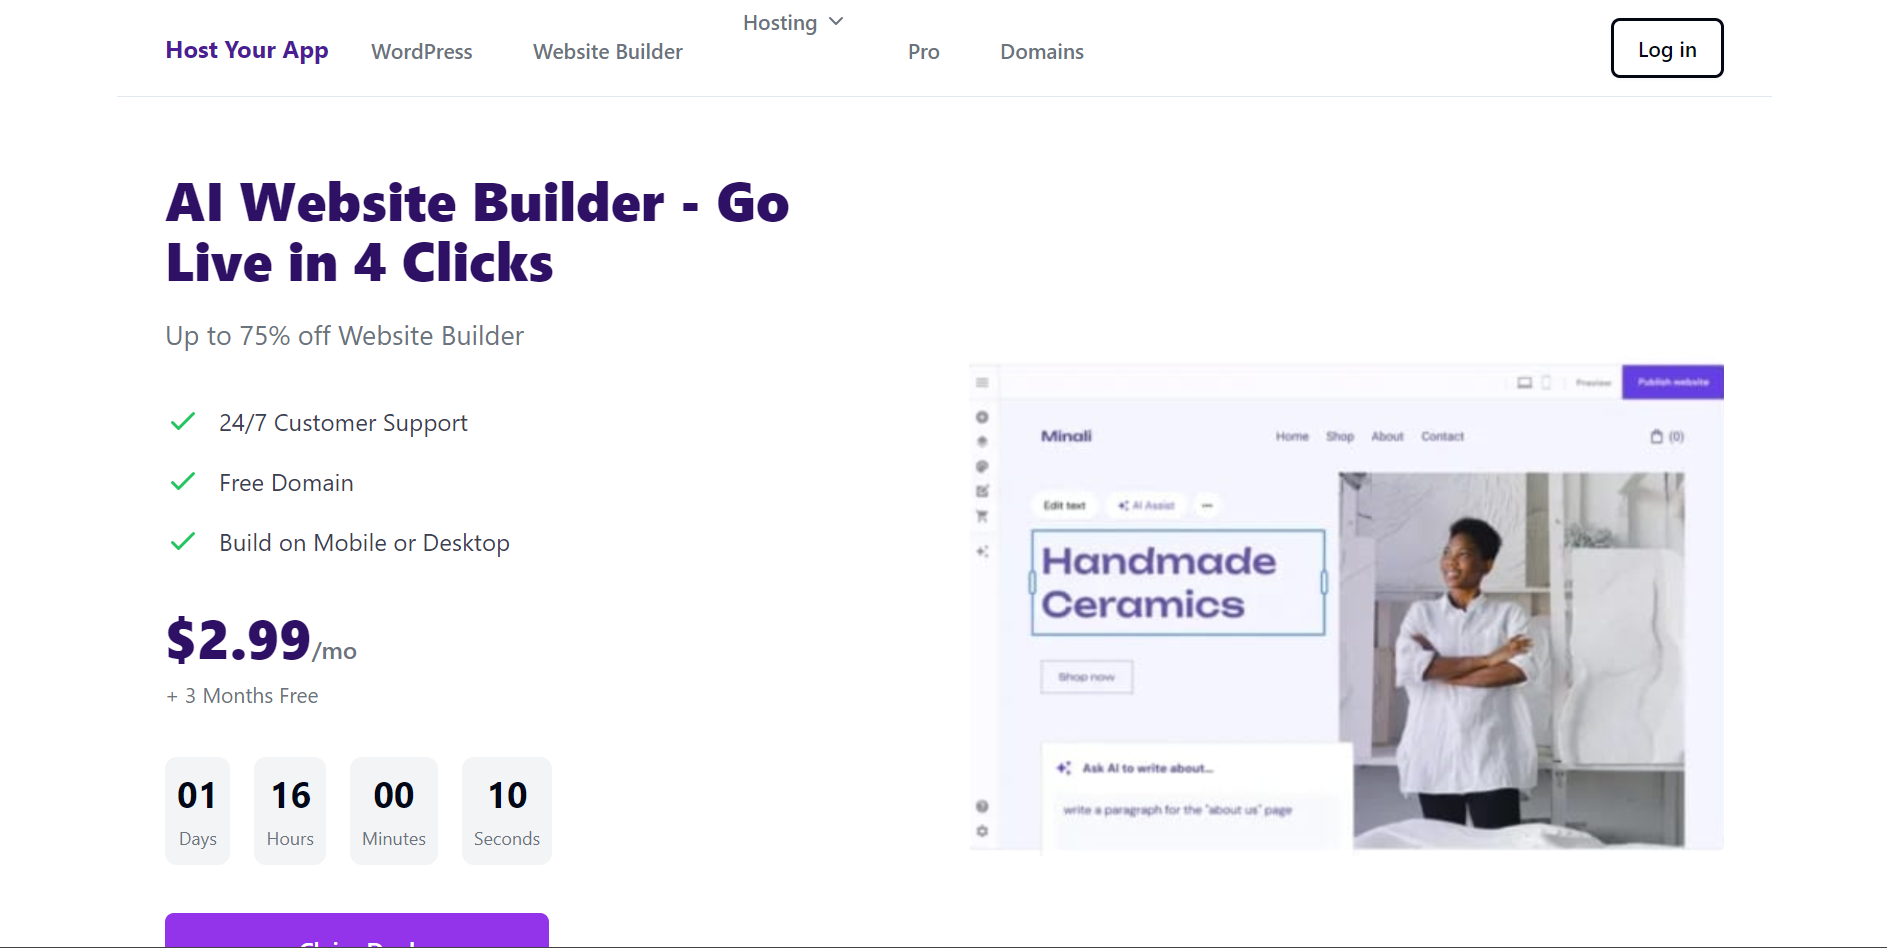 Host Your App
WordPress
Website Builder
Hosting
Pro
Domains
Log in
AI Website Builder - Go
Live in 4 Clicks
Up to 75% off Website Builder
24/7 Customer Support
Free Domain
Build on Mobile or Desktop
$2.99/mo
+ 3 Months Free
01
Days
16
Hours
00
Minutes
10
Seconds
Preview
Publish website
Minali
Home
Shop
About
Contact
(0)
Edit text
AI Assist
Handmade
Ceramics
Shop now
Ask AI to write about...
write a paragraph for the "about us" page